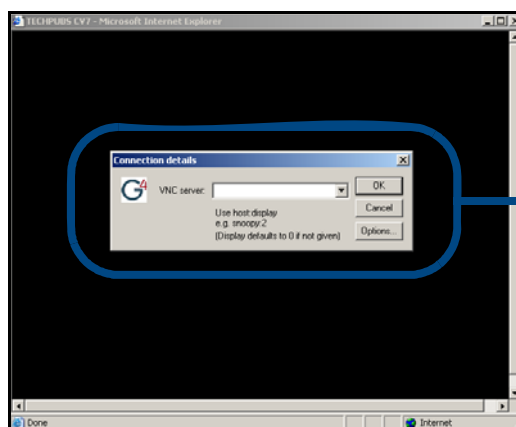 TECHPUBS CV7 - Microsoft Internet Explorer
Connection details
G4
VNC server:
OK
Use host:display
e.g. snoopy:2
(Display defaults to 0 if not given)
Cancel
Options...
Done
Internet